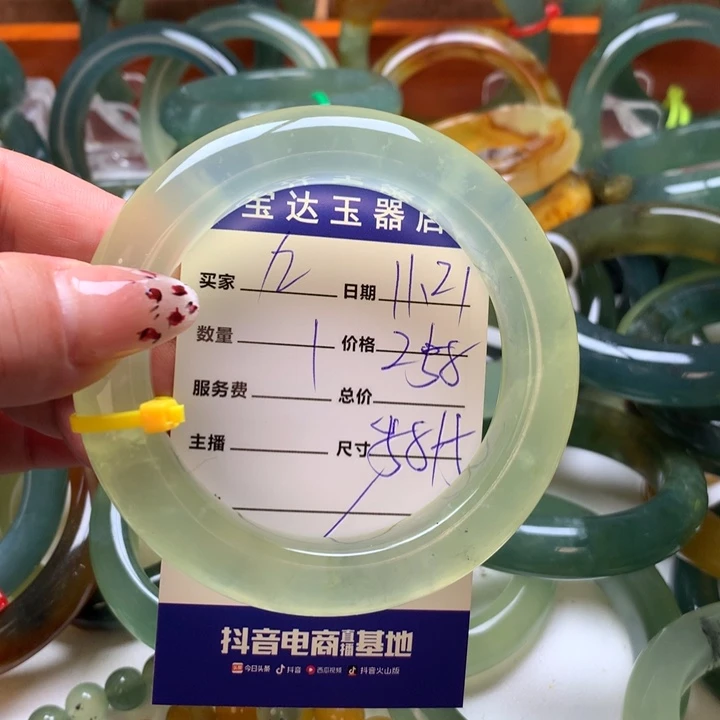 宝达玉器店
买家 九 日期 11.21
数量 1 价格 258
服务费 总价
主播 尺寸 58
抖音电商直播基地
今日头条 抖音 西瓜视频 抖音火山版